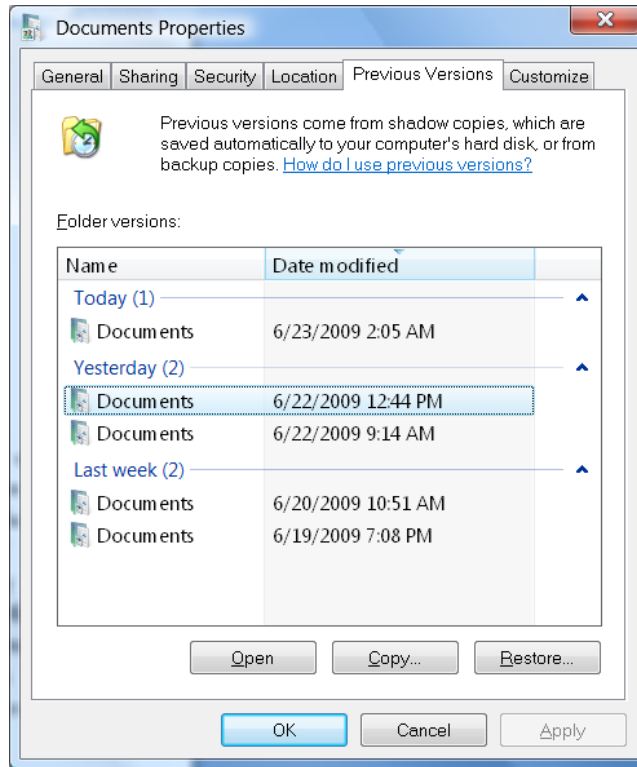 Documents Properties
General Sharing Security Location Previous Versions Customize
Previous versions come from shadow copies, which are
saved automatically to your computer's hard disk, or from
backup copies. How do I use previous versions?
Folder versions:
Name Date modified
Today (1)
Documents 6/23/2009 2:05 AM
Yesterday (2)
Documents 6/22/2009 12:44 PM
Documents 6/22/2009 9:14 AM
Last week (2)
Documents 6/20/2009 10:51 AM
Documents 6/19/2009 7:08 PM
Open Copy... Restore...
OK Cancel Apply